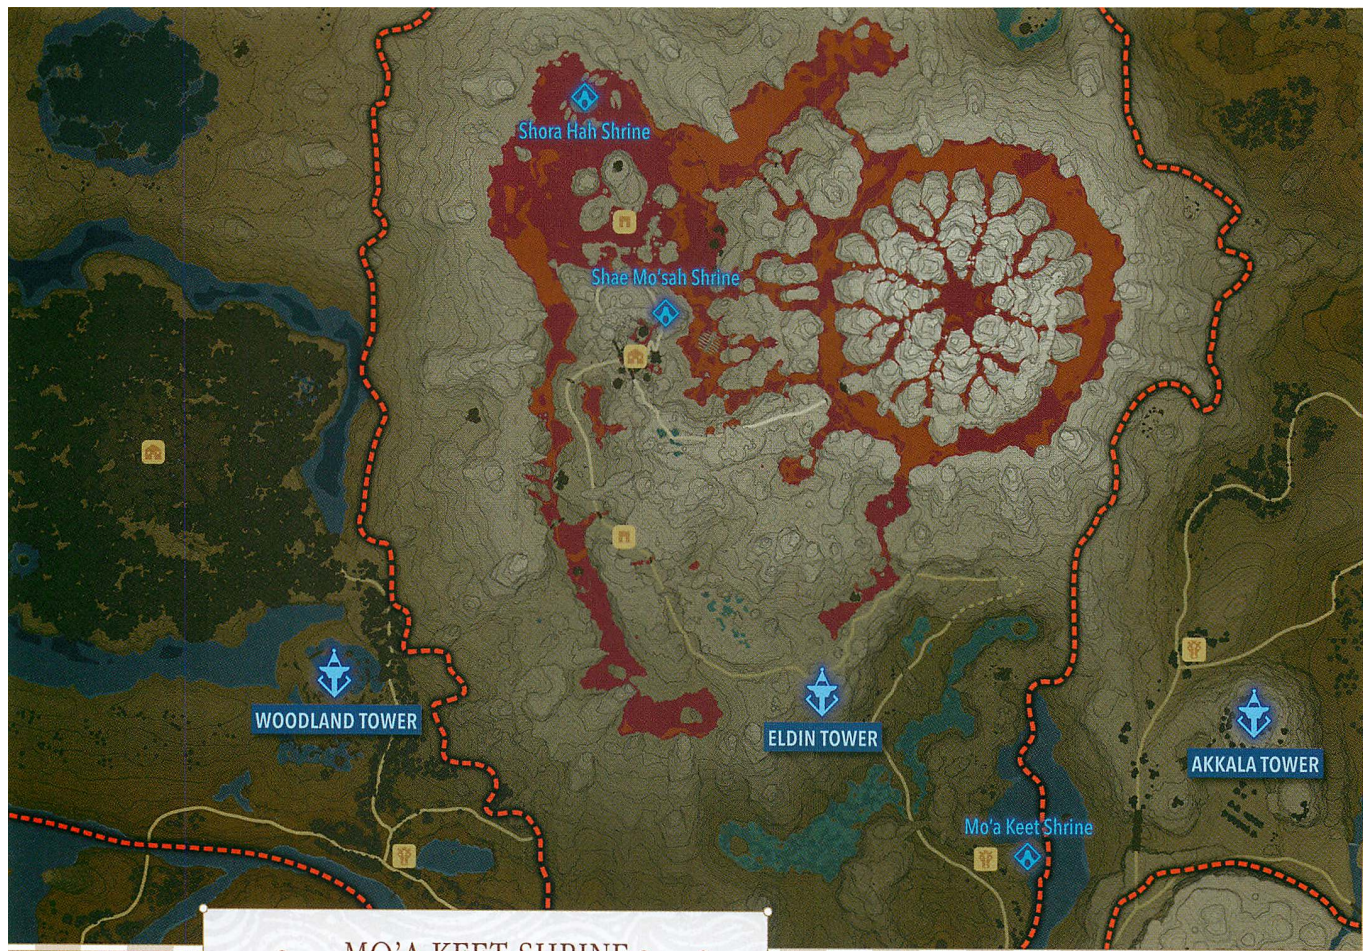 Shora Hah Shrine
Shae Mo'sah Shrine
WOODLAND TOWER
ELDIN TOWER
AKKALA TOWER
Mo'a Keet Shrine
MO'A KEET SHRINE